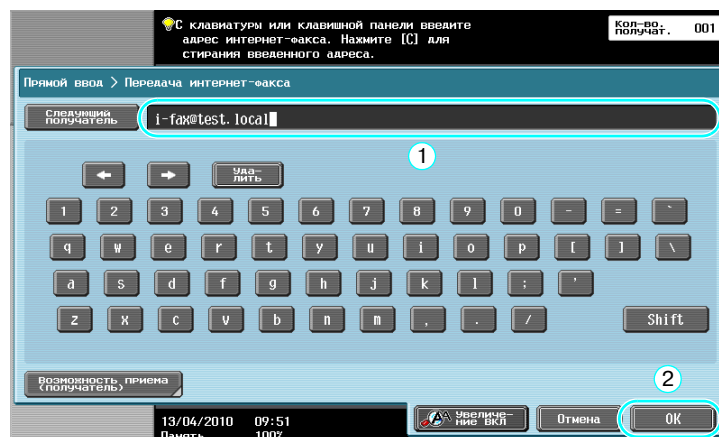 С клавиатуры или клавишной панели введите
адрес интернет-факса. Нажмите [C] для
стирания введенного адреса.
Кол-во.
получат. 001
Прямой ввод > Передача интернет-факса
Следующий
получатель
i-fax@test.local
1
← → Уда-
лить
1 2 3 4 5 6 7 8 9 0 - = `
q w e r t y u i o p [ ] \
a s d f g h j k l ; '
z x c v b n m , . / Shift
Возможность приема
(получатель)
2
Увеличе-
ние ВКЛ
Отмена
OK
13/04/2010 09:51
Память 100%